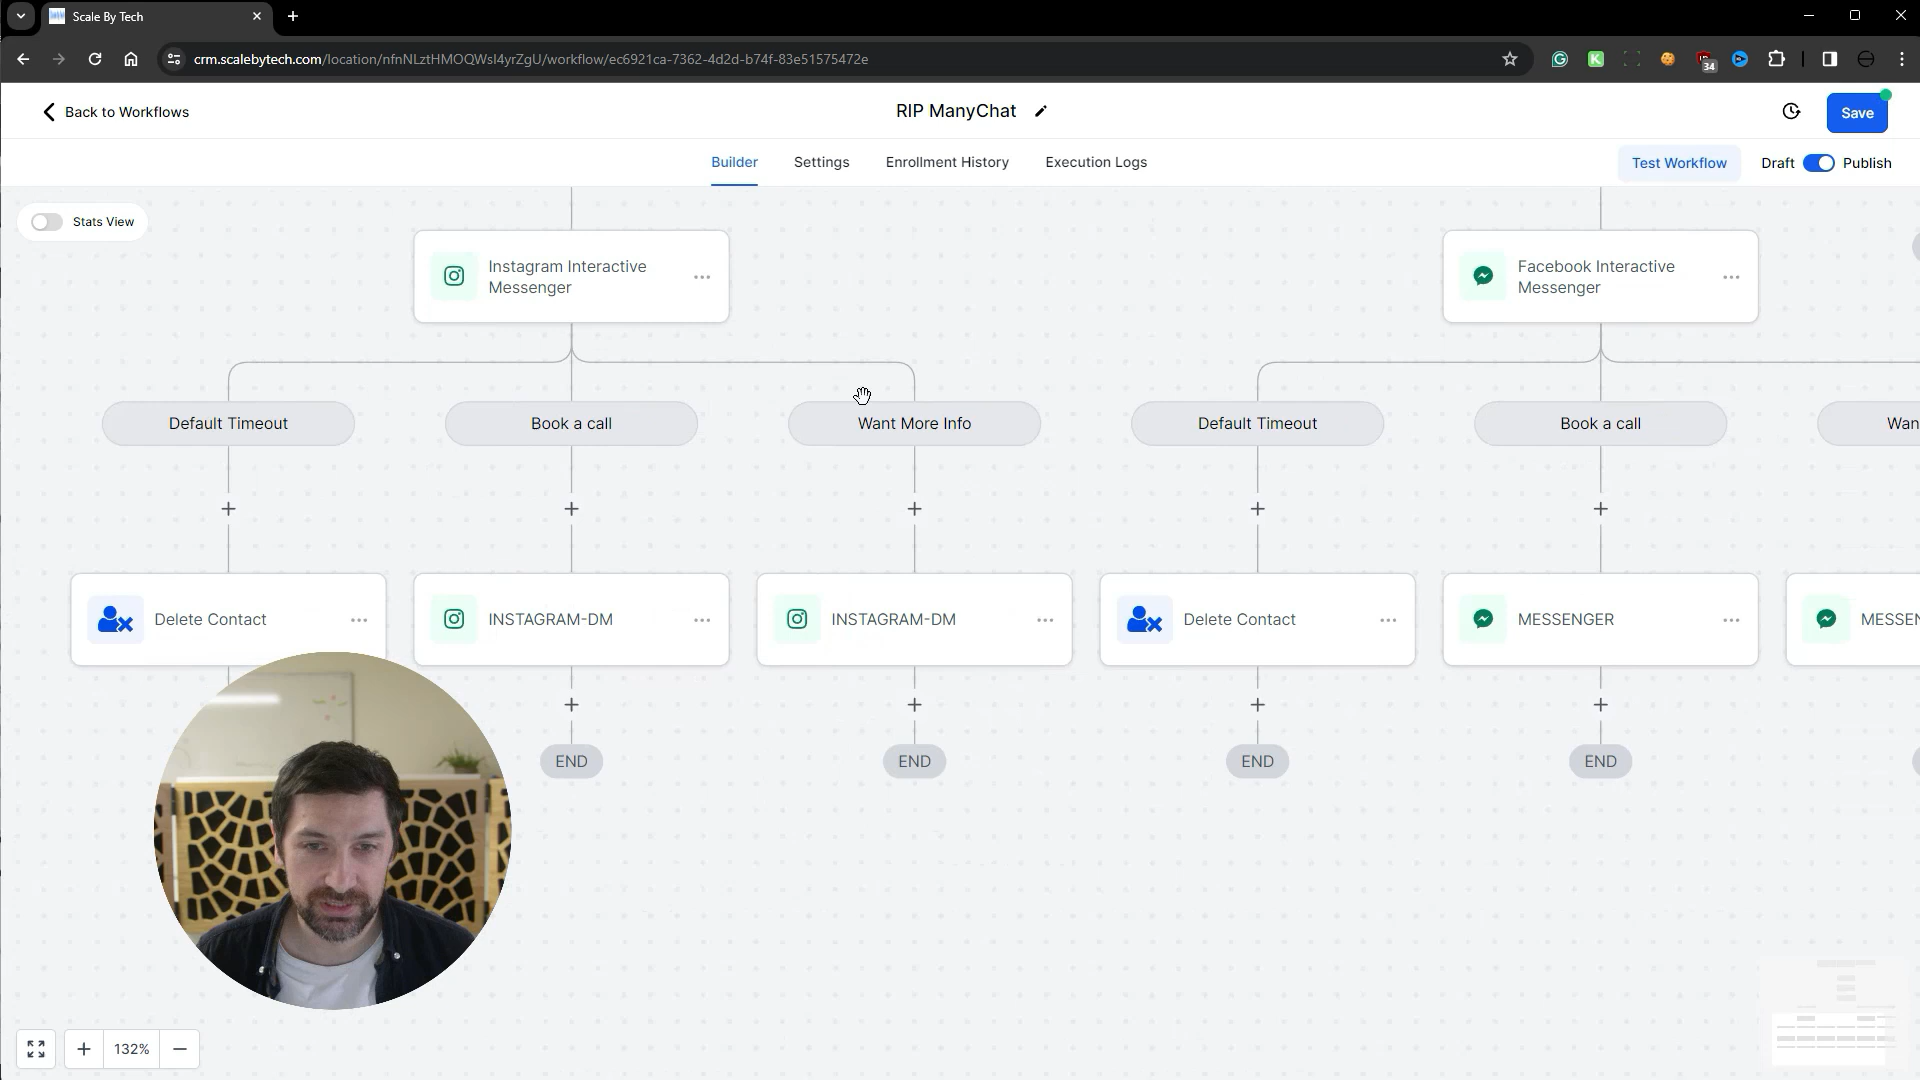 Scale By Tech
crm.scalebytech.com/location/nfnNLztHMOQWsl4yrZgU/workflow/ec6921ca-7362-4d2d-b74f-83e51575472e
34
Back to Workflows
RIP ManyChat
Save
Builder
Settings
Enrollment History
Execution Logs
Test Workflow
Draft
Publish
Stats View
Instagram Interactive
Messenger
Facebook Interactive
Messenger
Default Timeout
Book a call
Want More Info
Default Timeout
Book a call
Wan
Delete Contact
INSTAGRAM-DM
INSTAGRAM-DM
Delete Contact
MESSENGER
MESSEN
END
END
END
END
132%